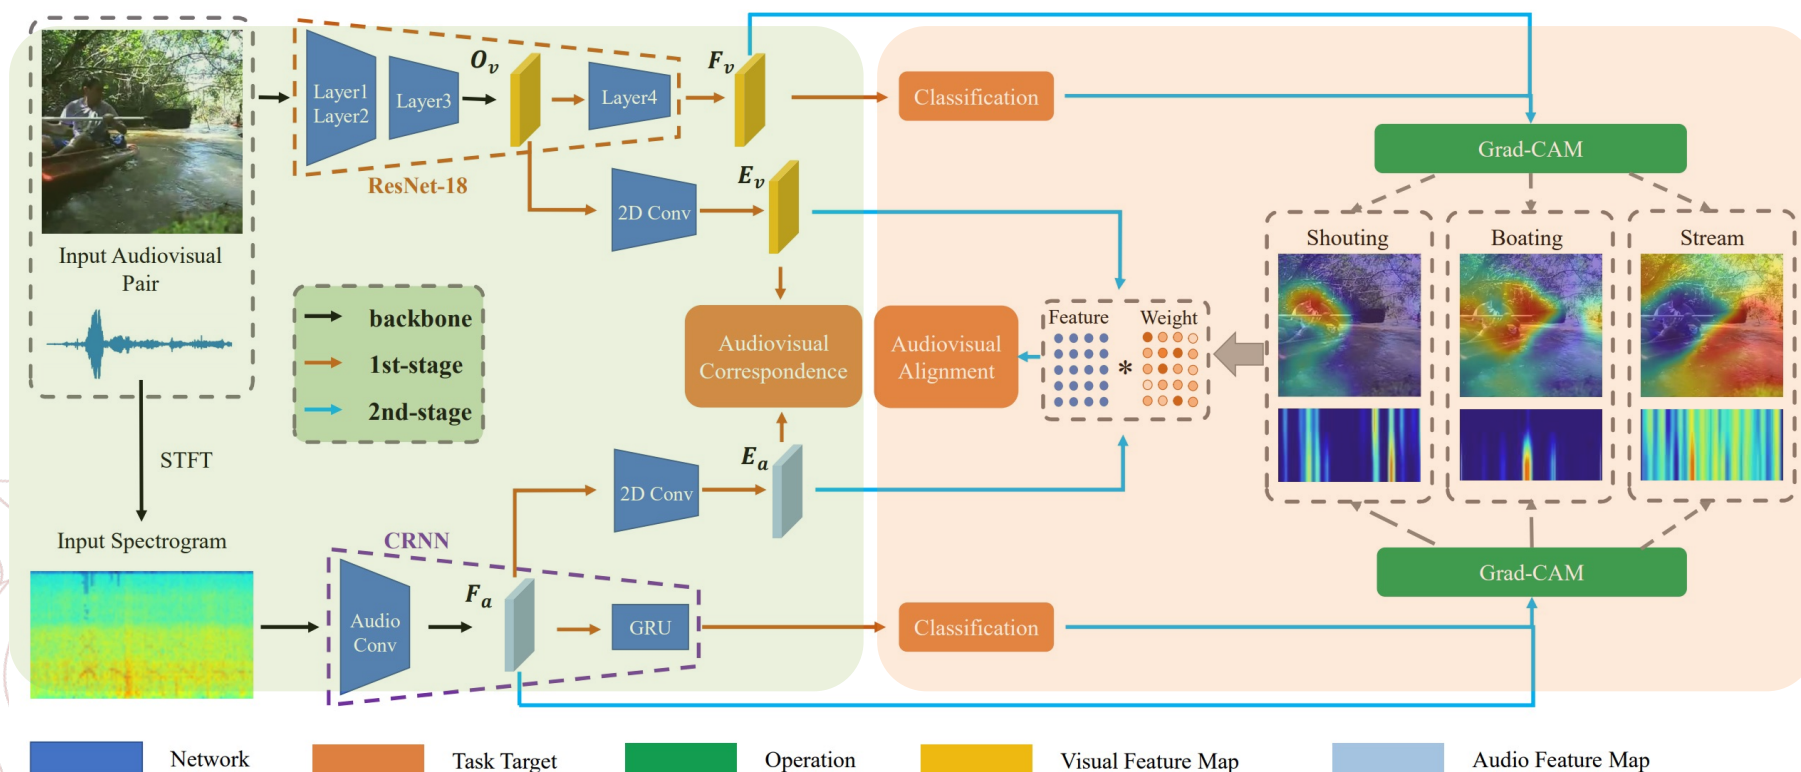 Input Audiovisual
Pair
STFT
Input Spectrogram
Layer1
Layer2
Layer3
O_v
Layer4
F_v
ResNet-18
2D Conv
E_v
backbone
1st-stage
2nd-stage
Audiovisual
Correspondence
2D Conv
E_a
CRNN
Audio
Conv
F_a
GRU
Classification
Grad-CAM
Shouting
Boating
Stream
Feature
Weight
*
Audiovisual
Alignment
Grad-CAM
Classification
Network
Task Target
Operation
Visual Feature Map
Audio Feature Map